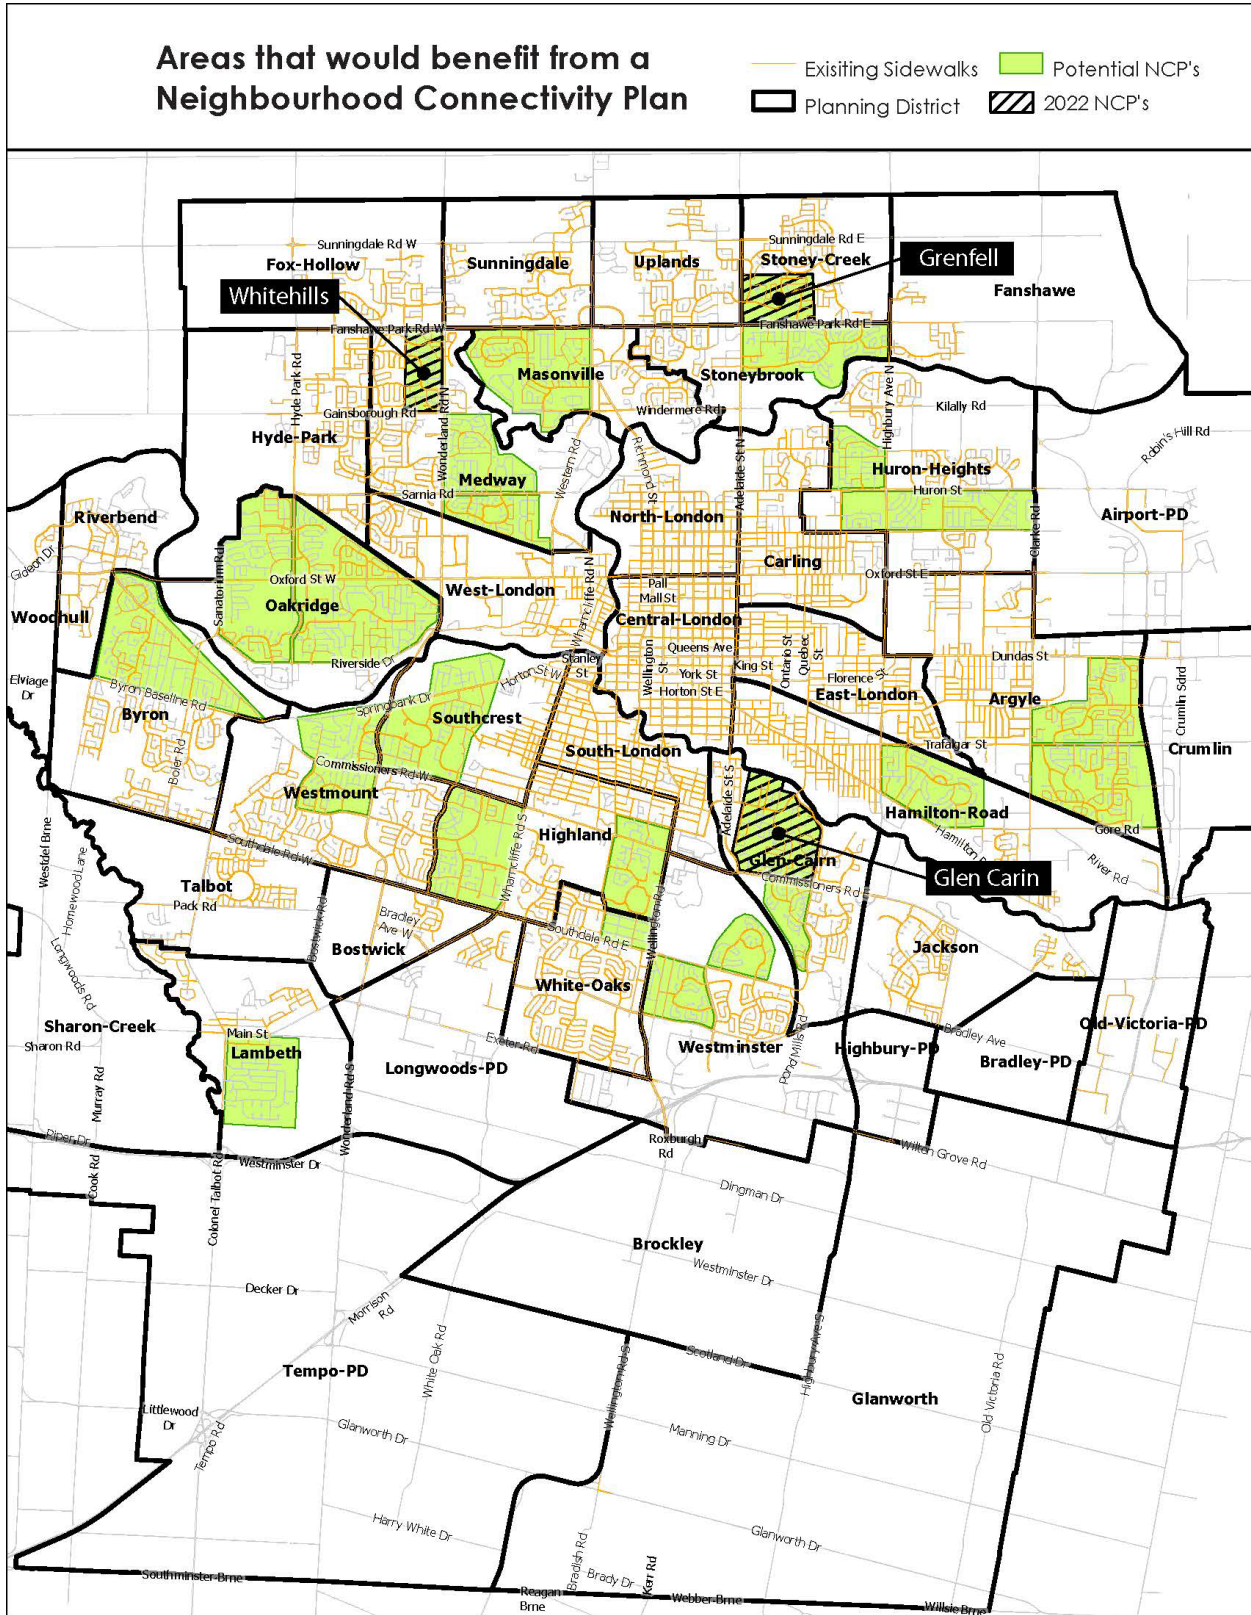 Areas that would benefit from a
Neighbourhood Connectivity Plan
Exisiting Sidewalks
Potential NCP's
Planning District
2022 NCP's
Sunningdale Rd W
Fox-Hollow
Sunningdale
Uplands
Sunningdale Rd E
Stoney-Creek
Grenfell
Fanshawe
Whitehills
Fanshawe Park Rd W
Fanshawe Park Rd E
Hyde Park Rd
Masonville
Stoneybrook
Windermere Rd
Gainsborough Rd
Hyde-Park
Wonderland Rd N
Western Rd
Richmond St
Adelaide St N
Highbury Ave N
Kilally Rd
Robin's Hill Rd
Medway
Sarnia Rd
Huron-Heights
Huron St
Riverbend
North-London
Airport-PD
Clarke Rd
Gideon Dr
Sanatorium Rd
Oxford St W
Oakridge
West-London
Wharncliffe Rd N
Carling
Oxford St E
Pall
Mall St
Woodhull
Central-London
Queens Ave
Wellington
St
King St
York St
Horton St E
Ontario St
Quebec
St
Florence St
East-London
Dundas St
Argyle
Crumlin Sdrd
Riverside Dr
Stanley
St
Horton St W
Elviage
Dr
Byron Baseline Rd
Byron
Springbank Dr
Southcrest
South-London
Trafalgar St
Crumlin
Boler Rd
Commissioners Rd W
Westmount
Adelaide St S
Hamilton-Road
Highland
Wharncliffe Rd S
Gore Rd
River Rd
Glen-Cairn
Glen Carin
Commissioners Rd E
Westdel Brne
Homewood Lane
Southdale Rd W
Talbot
Pack Rd
Bostwick Rd
Bradley
Ave W
Bostwick
Southdale Rd E
Wellington Rd
Jackson
Longwoods Rd
White-Oaks
Sharon-Creek
Sharon Rd
Main St
Lambeth
Exeter Rd
Westminster
Pond Mills Rd
Highbury-PD
Bradley Ave
Bradley-PD
Old-Victoria-PD
Longwoods-PD
Murray Rd
Wonderland Rd S
Piper Dr
Cook Rd
Colonel Talbot Rd
Westminster Dr
Roxburgh
Rd
Wilton Grove Rd
Dingman Dr
Brockley
Westminster Dr
Decker Dr
Morrison
Rd
White Oak Rd
Tempo-PD
Wellington Rd S
Scotland Dr
Highbury Ave S
Old Victoria Rd
Glanworth
Littlewood
Dr
Tempo Rd
Glanworth Dr
Manning Dr
Harry White Dr
Glanworth Dr
Bradish Rd
Brady Dr
Kerr Rd
Southminster Brne
Reagan
Brne
Webber Brne
Willsie Brne